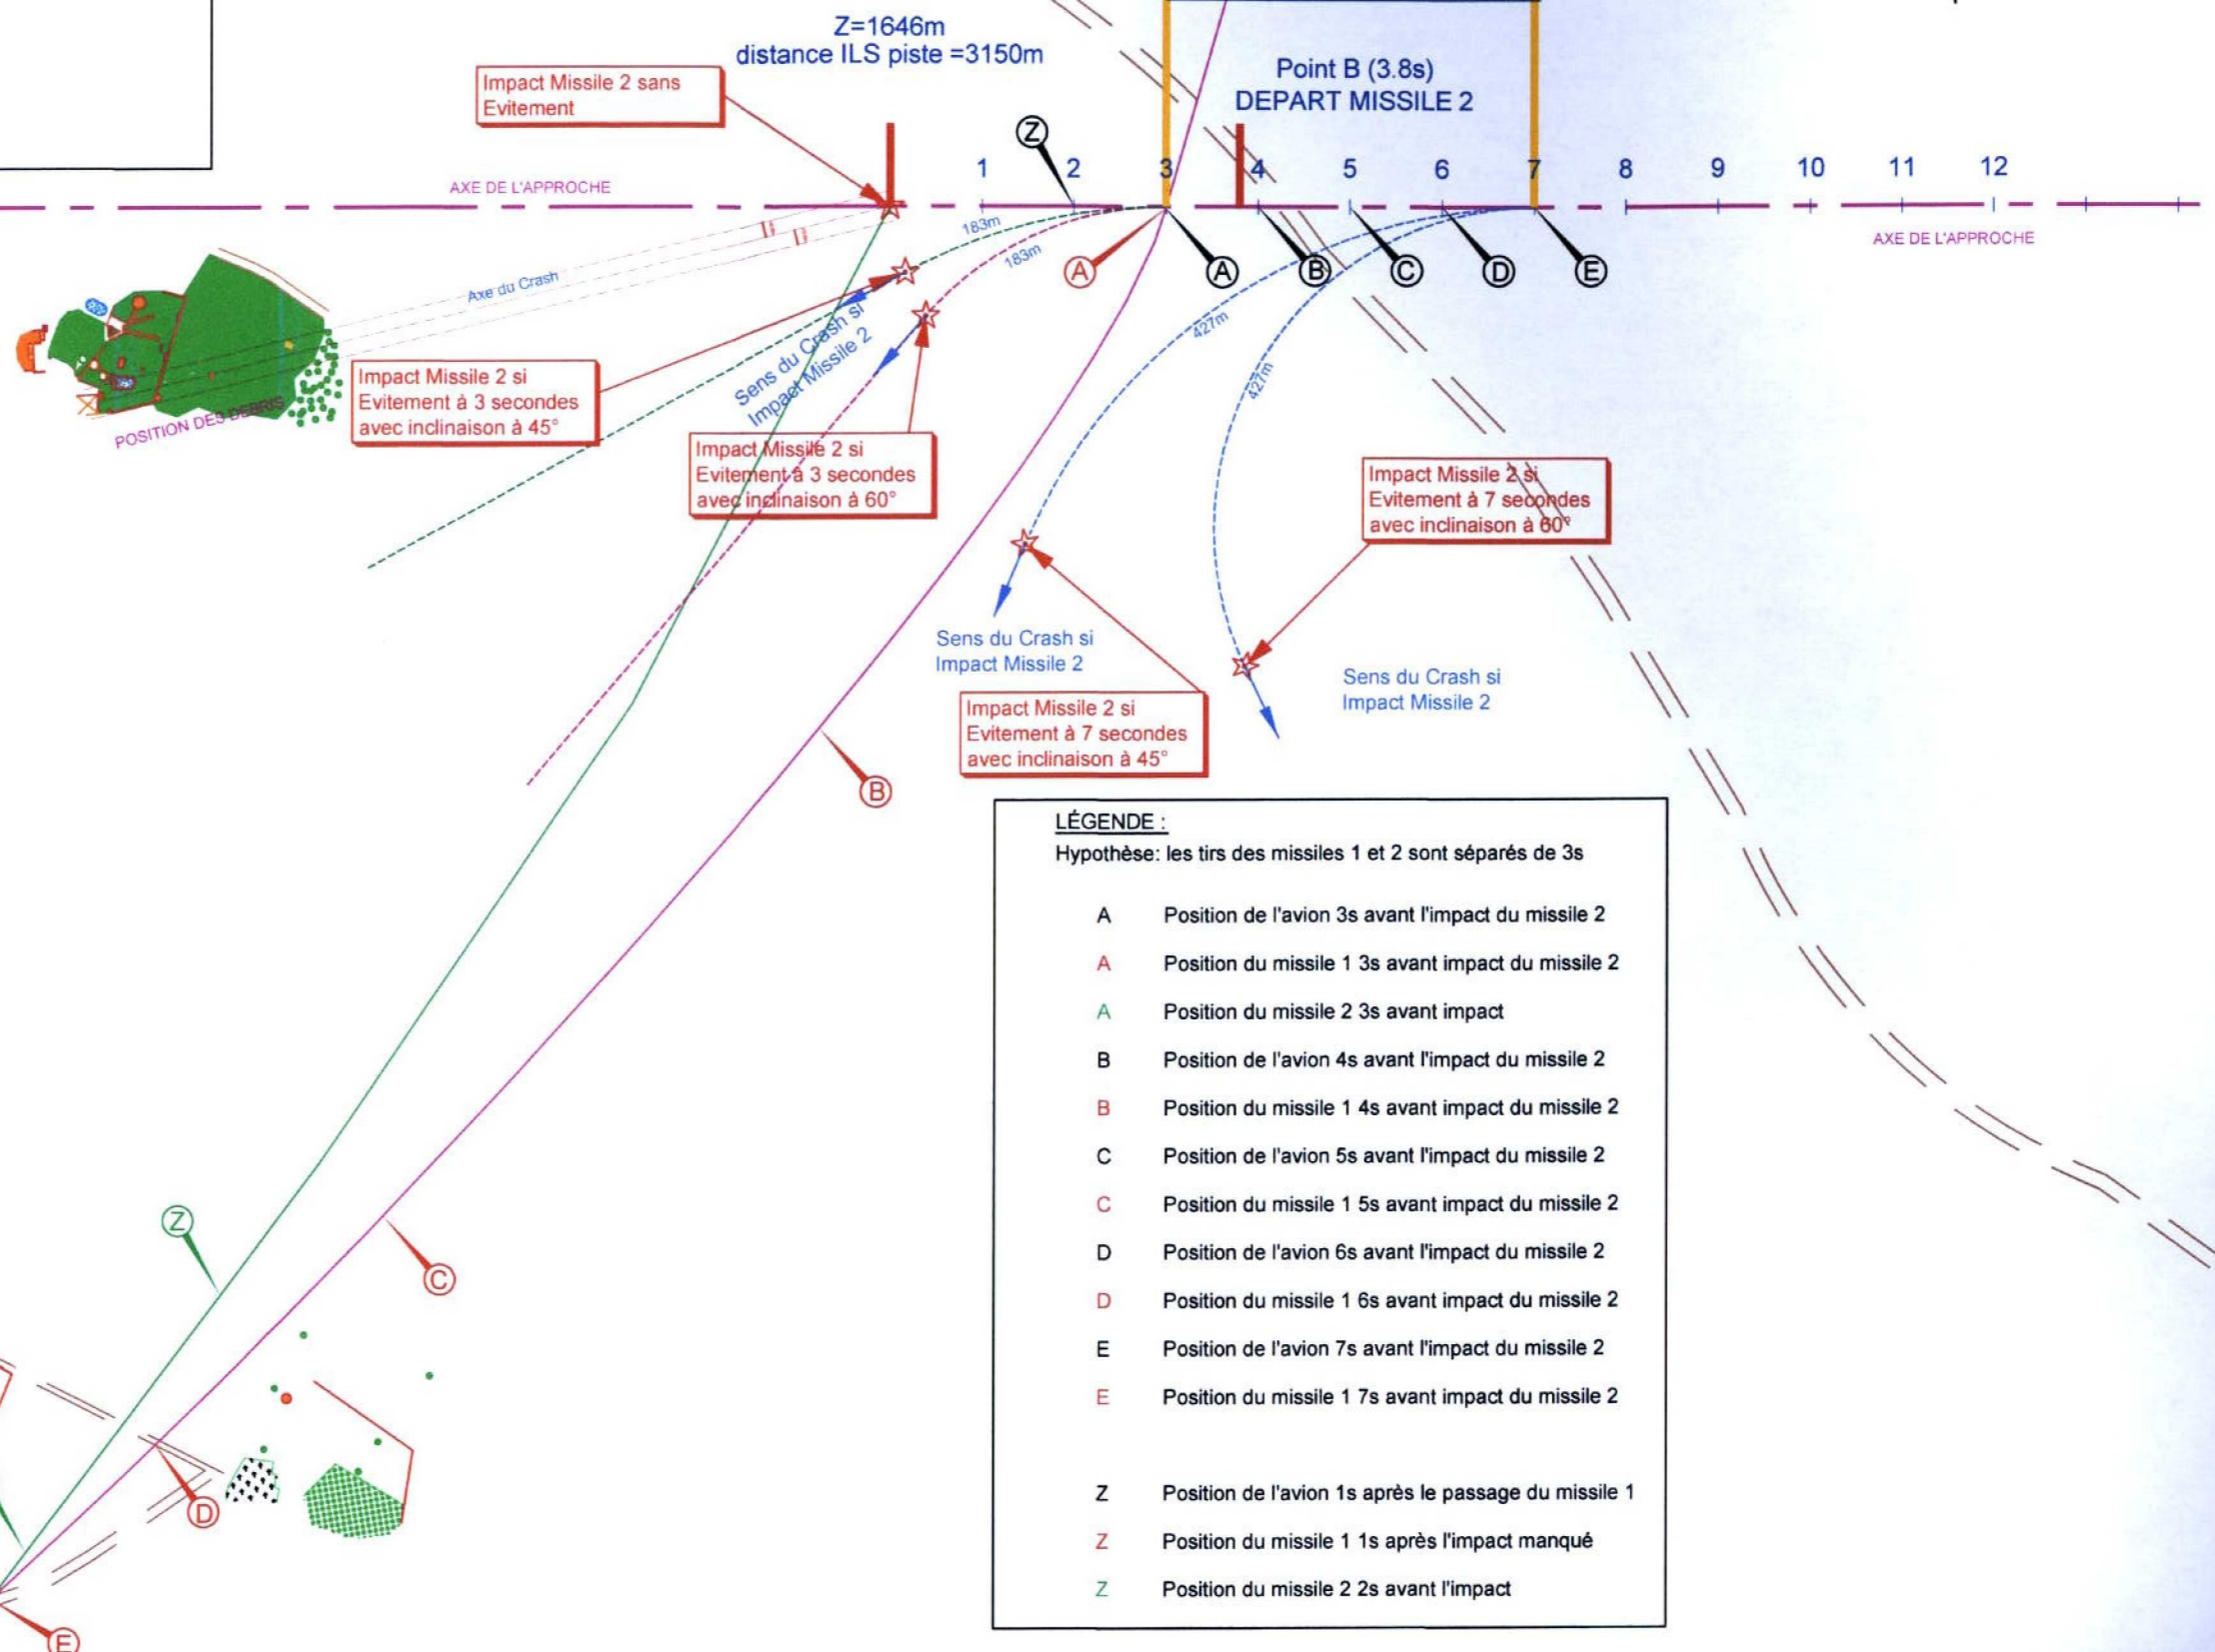 Z=1646m
distance ILS piste =3150m
Impact Missile 2 sans
Evitement
Point B (3.8s)
DEPART MISSILE 2
Z
1
2
3
4
5
6
7
8
9
10
11
12
AXE DE L'APPROCHE
AXE DE L'APPROCHE
183m
183m
A
A
B
C
D
E
Axe du Crash
427m
427m
Sens du Crash si
Impact Missile 2
POSITION DES DEBRIS
Impact Missile 2 si
Evitement à 3 secondes
avec inclinaison à 45°
Impact Missile 2 si
Evitement à 3 secondes
avec inclinaison à 60°
Impact Missile 2 si
Evitement à 7 secondes
avec inclinaison à 60°
Sens du Crash si
Impact Missile 2
Sens du Crash si
Impact Missile 2
Impact Missile 2 si
Evitement à 7 secondes
avec inclinaison à 45°
B
LÉGENDE :
Hypothèse: les tirs des missiles 1 et 2 sont séparés de 3s
A Position de l'avion 3s avant l'impact du missile 2
A Position du missile 1 3s avant impact du missile 2
A Position du missile 2 3s avant impact
B Position de l'avion 4s avant l'impact du missile 2
B Position du missile 1 4s avant impact du missile 2
C Position de l'avion 5s avant l'impact du missile 2
C Position du missile 1 5s avant impact du missile 2
D Position de l'avion 6s avant l'impact du missile 2
D Position du missile 1 6s avant impact du missile 2
E Position de l'avion 7s avant l'impact du missile 2
E Position du missile 1 7s avant impact du missile 2
Z Position de l'avion 1s après le passage du missile 1
Z Position du missile 1 1s après l'impact manqué
Z Position du missile 2 2s avant l'impact
Z
C
D
E